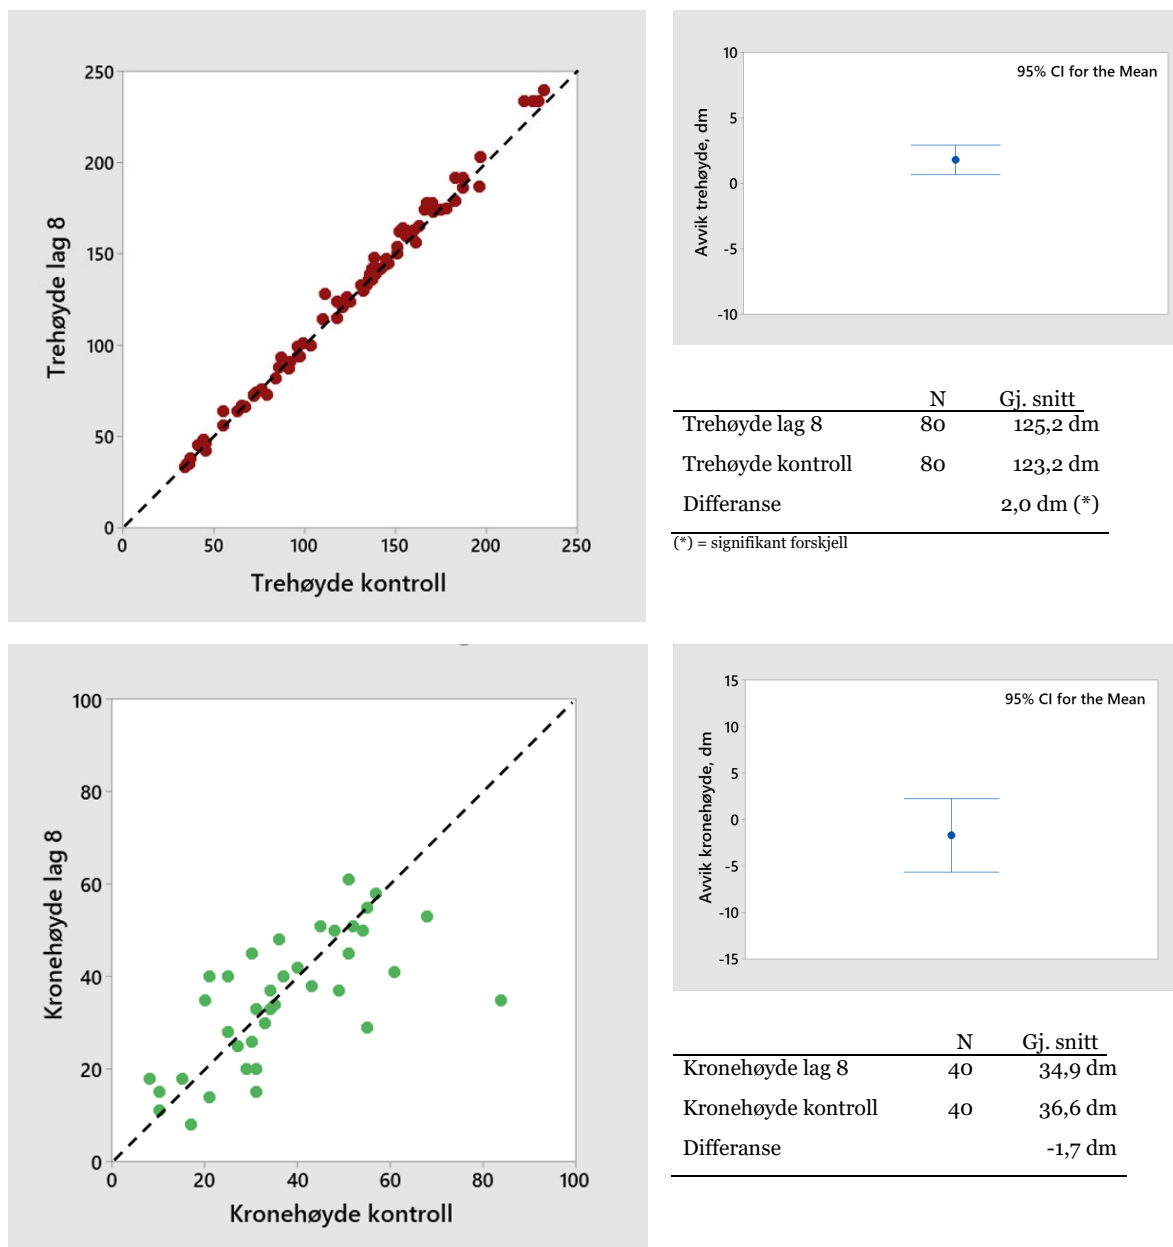 250
200
150
100
50
0
0 50 100 150 200 250
Trehøyde lag 8
Trehøyde kontroll
10
5
0
-5
-10
Avvik trehøyde, dm
95% CI for the Mean
N Gj. snitt
Trehøyde lag 8 80 125,2 dm
Trehøyde kontroll 80 123,2 dm
Differanse 2,0 dm (*)
(*) = signifikant forskjell
100
80
60
40
20
0
0 20 40 60 80 100
Kronehøyde lag 8
Kronehøyde kontroll
15
10
5
0
-5
-10
-15
Avvik kronehøyde, dm
95% CI for the Mean
N Gj. snitt
Kronehøyde lag 8 40 34,9 dm
Kronehøyde kontroll 40 36,6 dm
Differanse -1,7 dm